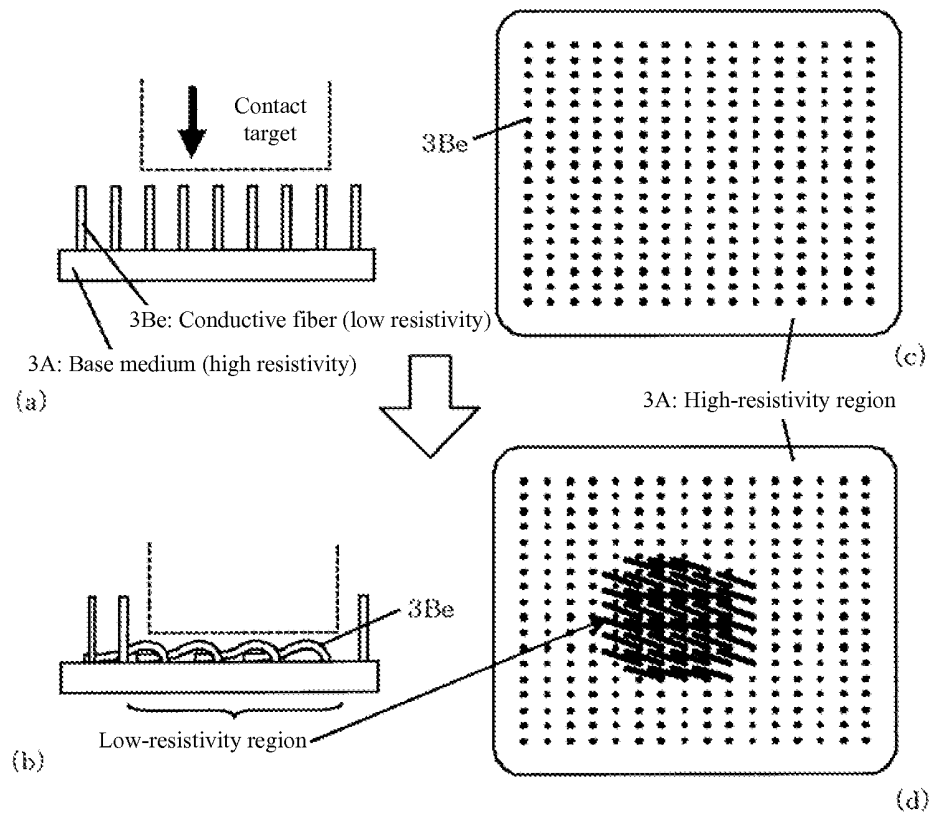 Contact
target
3Be: Conductive fiber (low resistivity)
3A: Base medium (high resistivity)
(a)
3Be
(c)
3A: High-resistivity region
3Be
Low-resistivity region
(b)
(d)